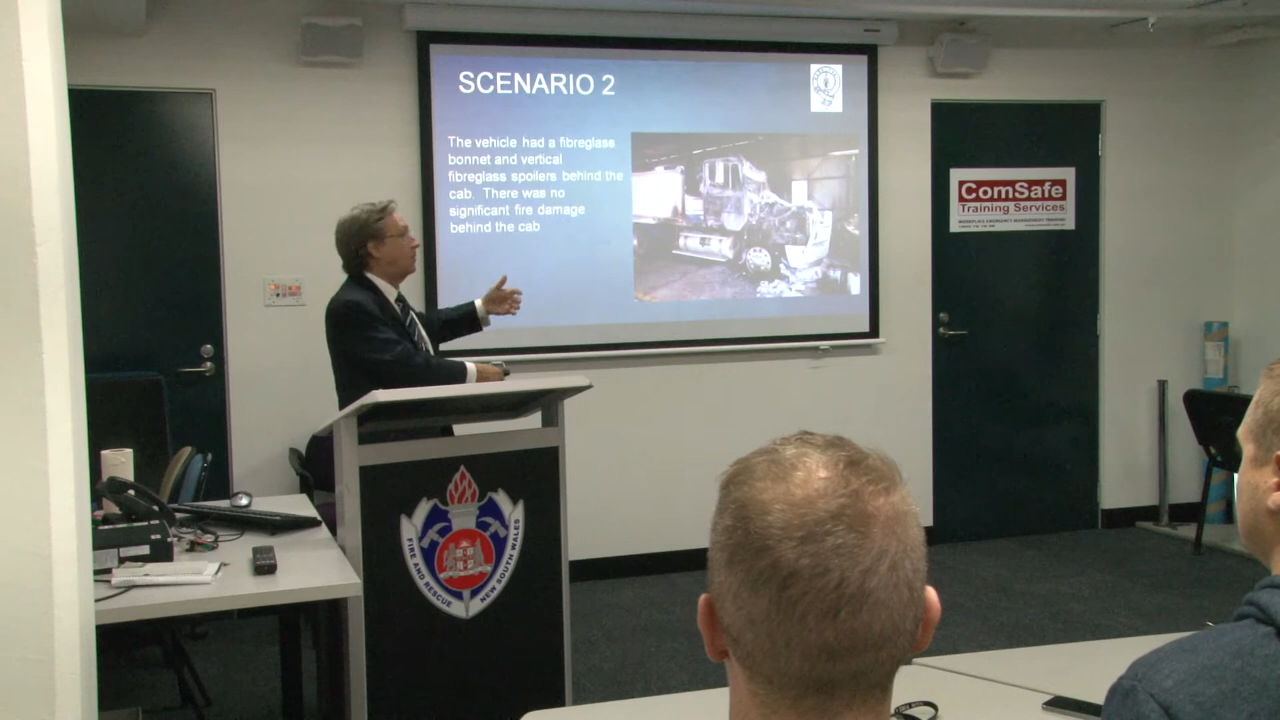 SCENARIO 2
The vehicle had a fibreglass
bonnet and vertical
fibreglass spoilers behind the
cab. There was no
significant fire damage
behind the cab
ComSafe
Training Services
FIRE AND RESCUE
NEW SOUTH WALES